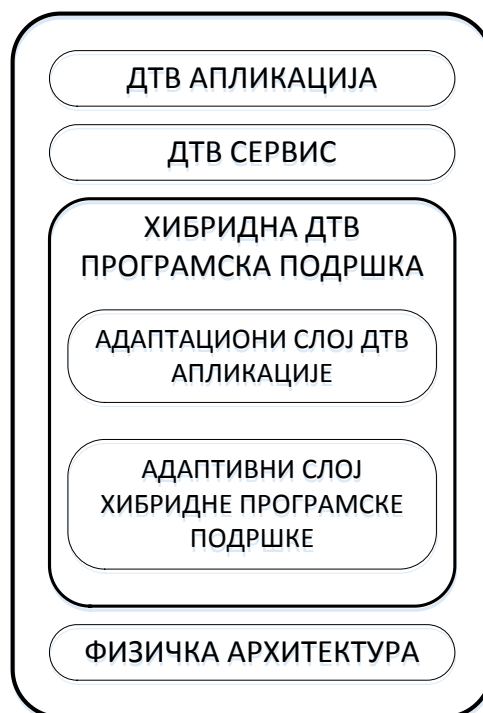 ДТВ АПЛИКАЦИЈА
ДТВ СЕРВИС
ХИБРИДНА ДТВ
ПРОГРАМСКА ПОДРШКА
АДАПТАЦИОНИ СЛОЈ ДТВ
АПЛИКАЦИЈЕ
АДАПТИВНИ СЛОЈ
ХИБРИДНЕ ПРОГРАМСКЕ
ПОДРШКЕ
ФИЗИЧКА АРХИТЕКТУРА